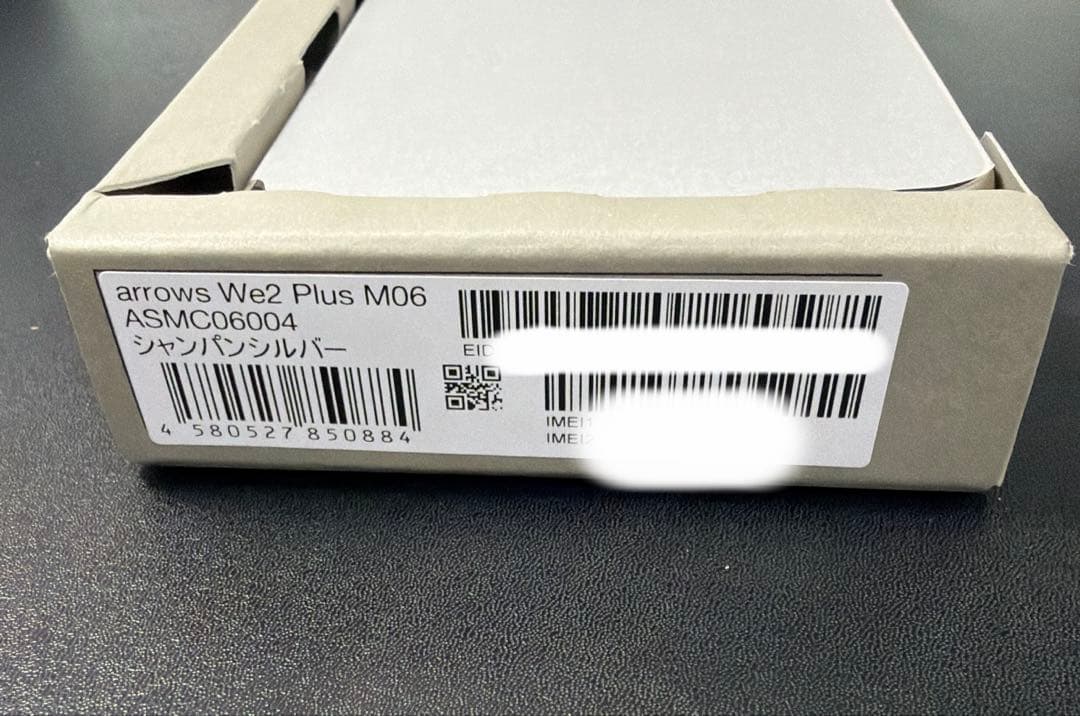 arrows We2 Plus M06
ASMC06004
シャンパンシルバー
4 580527 850884
EID
IMEI1
IMEI2